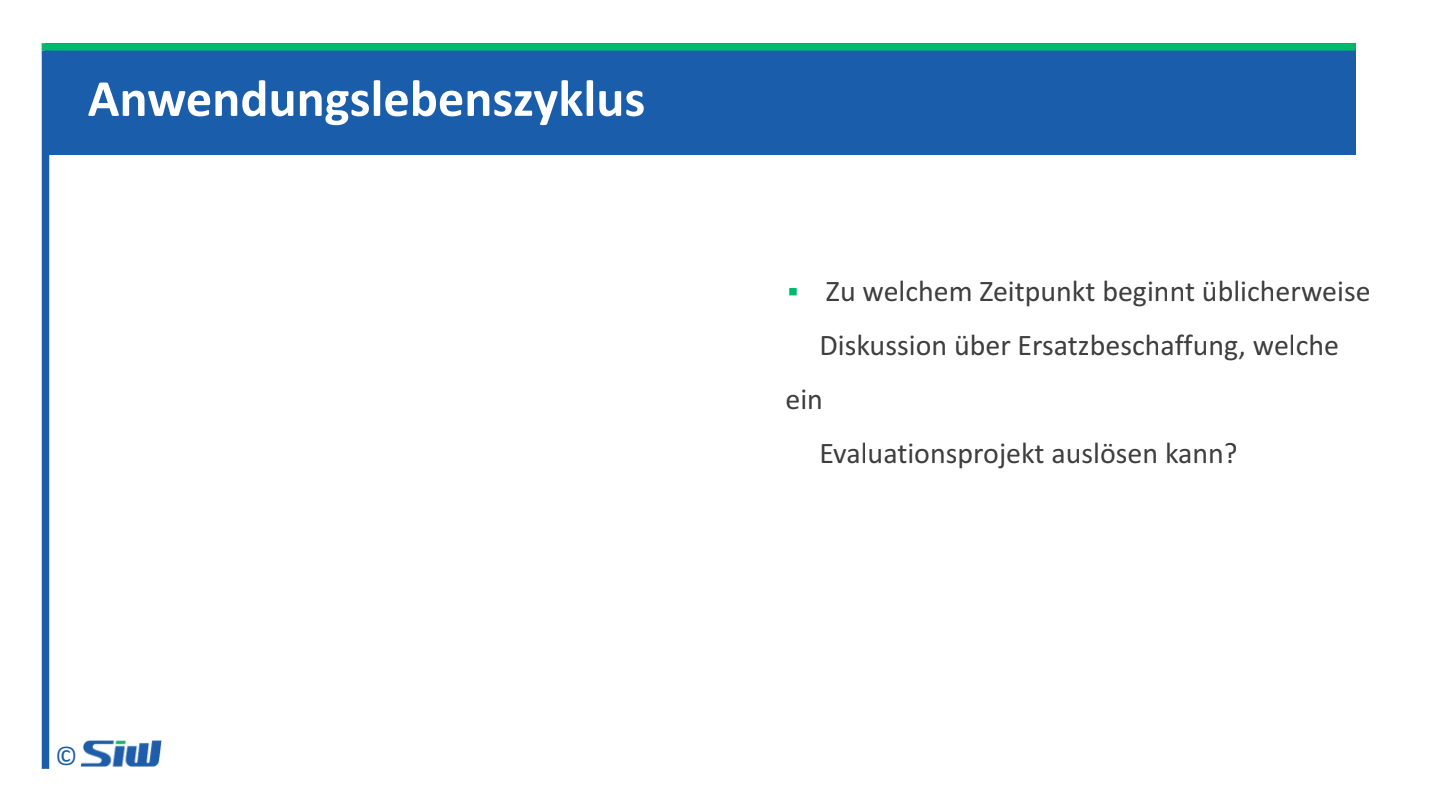 Anwendungslebenszyklus
▪ Zu welchem Zeitpunkt beginnt üblicherweise
Diskussion über Ersatzbeschaffung, welche
ein
Evaluationsprojekt auslösen kann?
© SiW